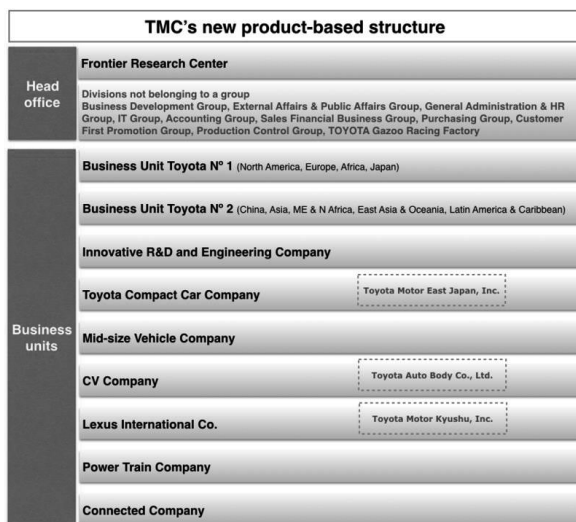 TMC's new product-based structure
Head
office
Frontier Research Center
Divisions not belonging to a group
Business Development Group, External Affairs & Public Affairs Group, General Administration & HR
Group, IT Group, Accounting Group, Sales Financial Business Group, Purchasing Group, Customer
First Promotion Group, Production Control Group, TOYOTA Gazoo Racing Factory
Business
units
Business Unit Toyota Nº 1 (North America, Europe, Africa, Japan)
Business Unit Toyota Nº 2 (China, Asia, ME & N Africa, East Asia & Oceania, Latin America & Caribbean)
Innovative R&D and Engineering Company
Toyota Compact Car Company
Toyota Motor East Japan, Inc.
Mid-size Vehicle Company
CV Company
Toyota Auto Body Co., Ltd.
Lexus International Co.
Toyota Motor Kyushu, Inc.
Power Train Company
Connected Company